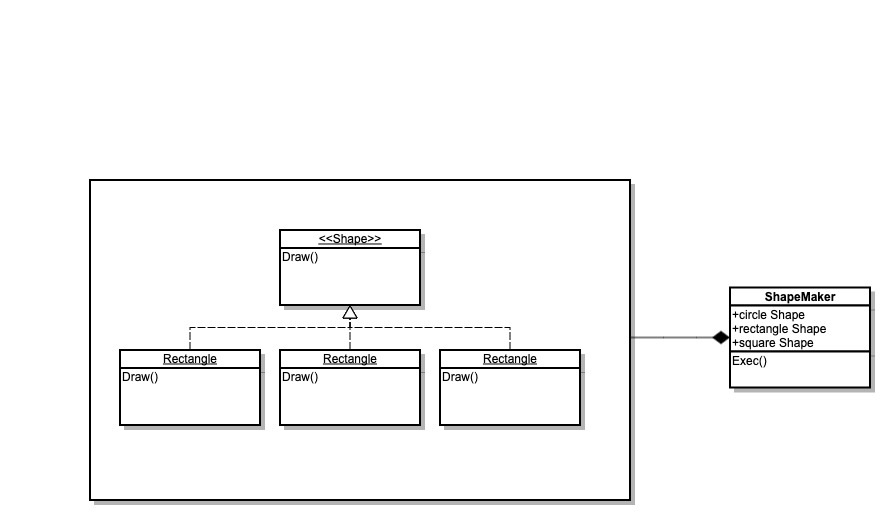 <<Shape>>
Draw()
Rectangle
Draw()
Rectangle
Draw()
Rectangle
Draw()
ShapeMaker
+circle Shape
+rectangle Shape
+square Shape
Exec()